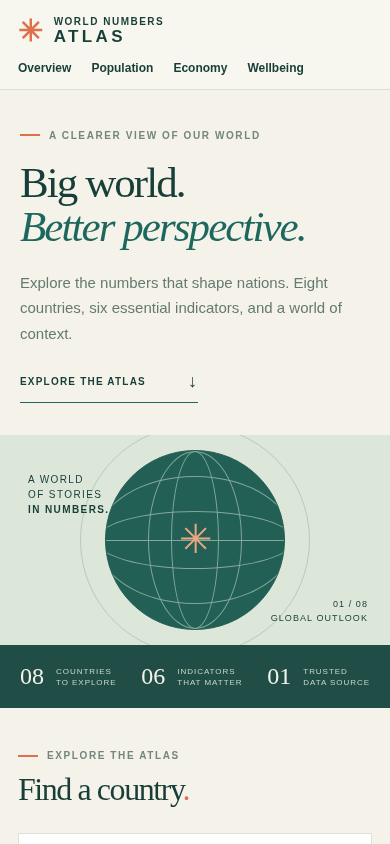 WORLD NUMBERS
ATLAS
Overview Population Economy Wellbeing
A CLEARER VIEW OF OUR WORLD
Big world.
Better perspective.
Explore the numbers that shape nations. Eight
countries, six essential indicators, and a world of
context.
EXPLORE THE ATLAS ↓
A WORLD
OF STORIES
IN NUMBERS.
01 / 08
GLOBAL OUTLOOK
08 COUNTRIES
TO EXPLORE
06 INDICATORS
THAT MATTER
01 TRUSTED
DATA SOURCE
EXPLORE THE ATLAS
Find a country.